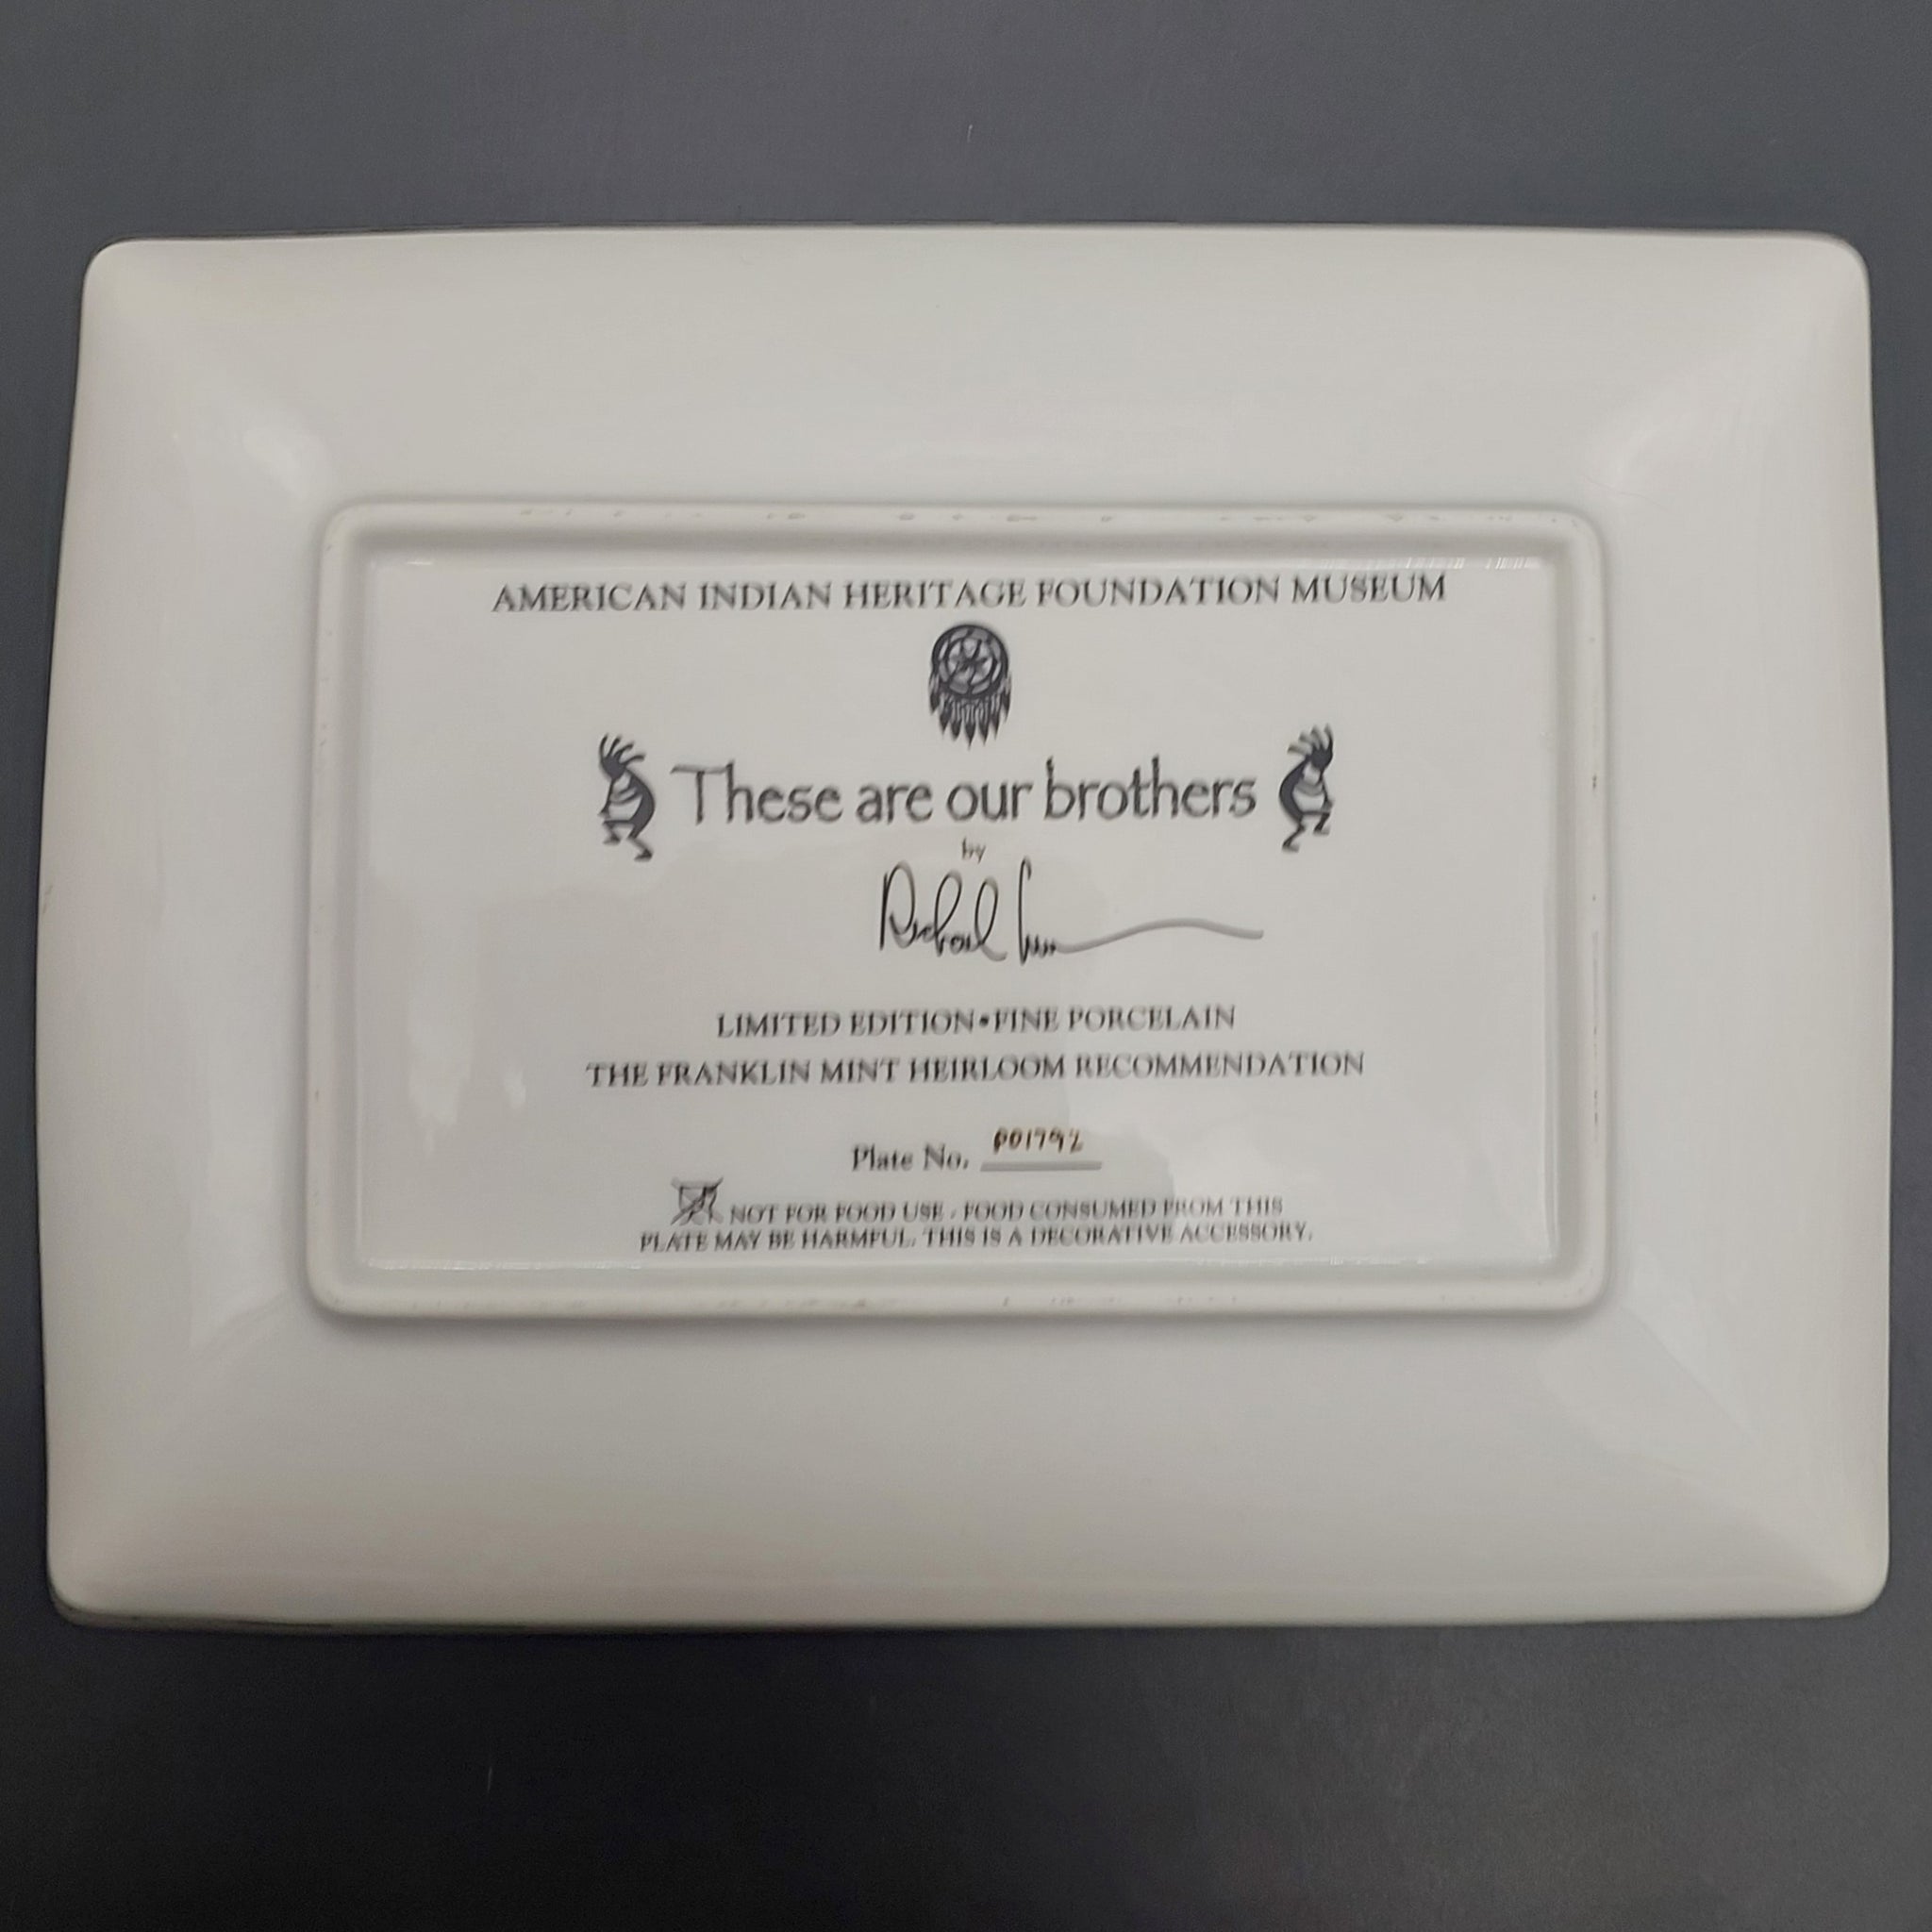 AMERICAN INDIAN HERITAGE FOUNDATION MUSEUM
These are our brothers
by
LIMITED EDITION•FINE PORCELAIN
THE FRANKLIN MINT HEIRLOOM RECOMMENDATION
Plate No. P01792
NOT FOR FOOD USE . FOOD CONSUMED FROM THIS
PLATE MAY BE HARMFUL. THIS IS A DECORATIVE ACCESSORY.